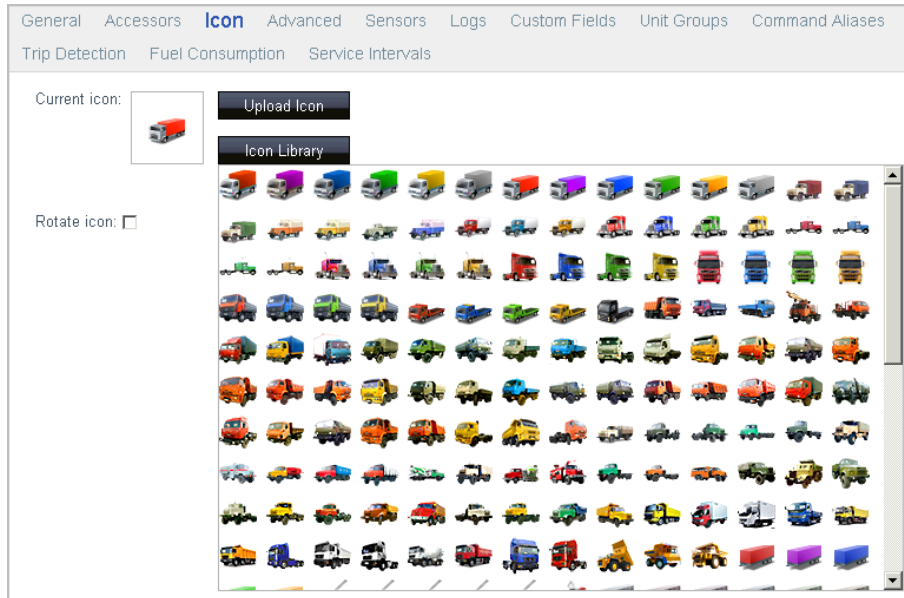 General Accessors Icon Advanced Sensors Logs Custom Fields Unit Groups Command Aliases
Trip Detection Fuel Consumption Service Intervals
Current icon:
Upload Icon
Icon Library
Rotate icon: